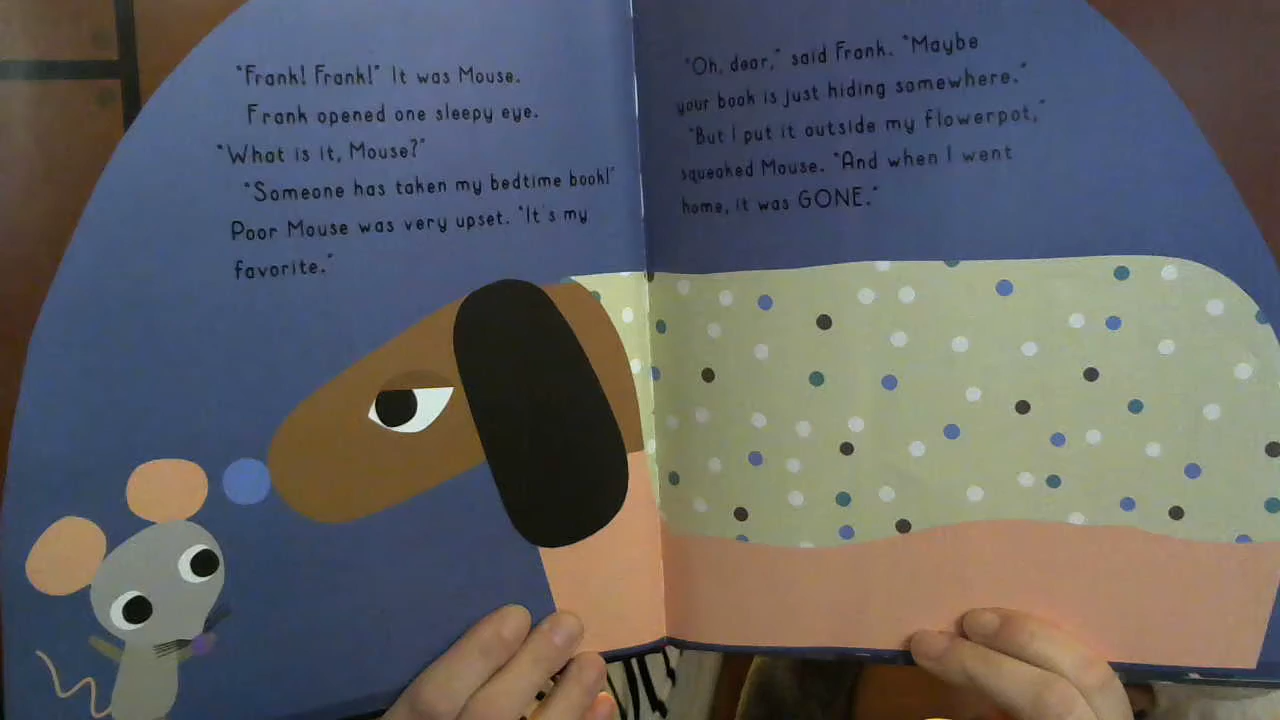 "Frank! Frank!" It was Mouse.
Frank opened one sleepy eye.
"What is it, Mouse?"
"Someone has taken my bedtime book!"
Poor Mouse was very upset. "It's my
favorite."
"Oh, dear," said Frank. "Maybe
your book is just hiding somewhere."
"But I put it outside my flowerpot,"
squeaked Mouse. "And when I went
home, it was GONE."